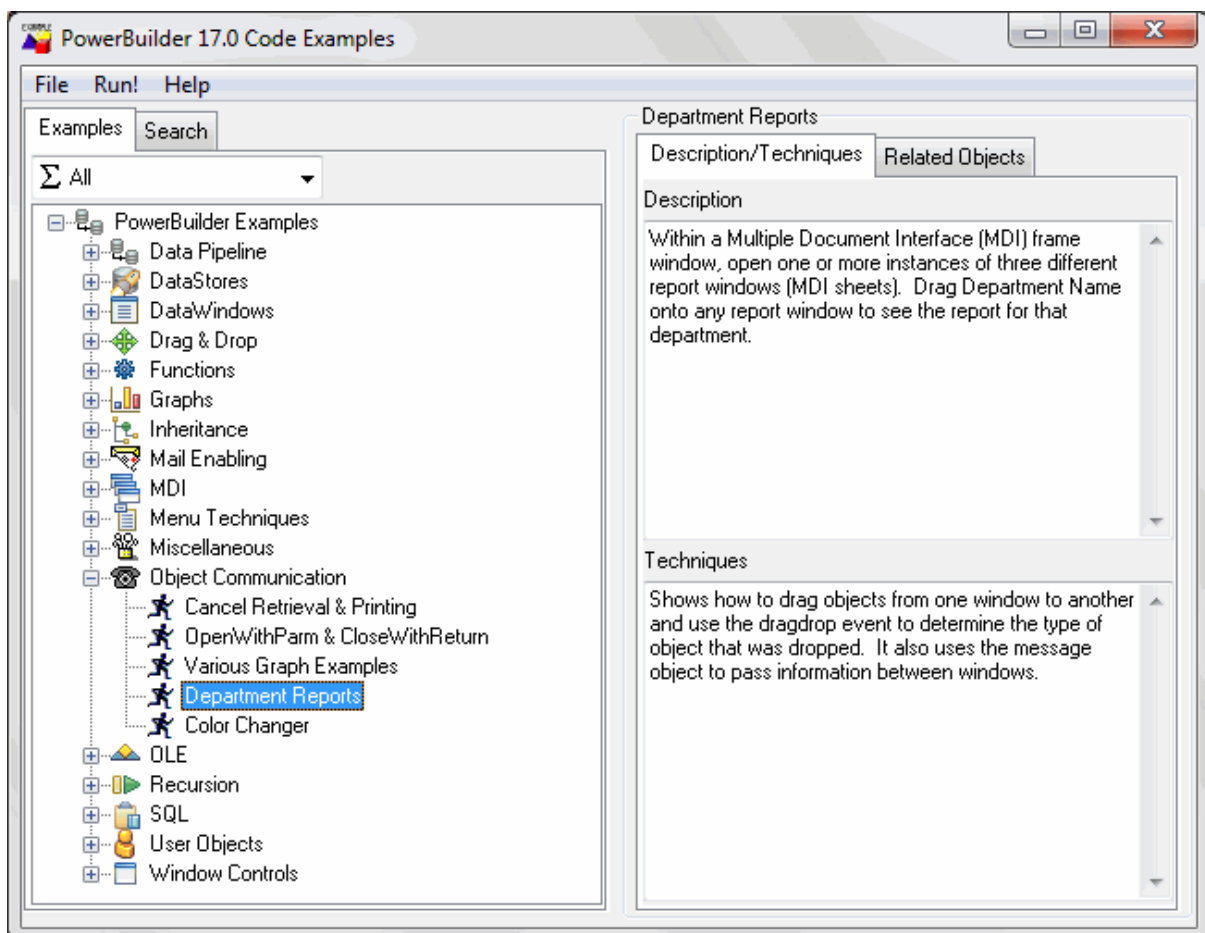 EXAMPLE
PowerBuilder 17.0 Code Examples
File Run! Help
Examples Search
Σ All
PowerBuilder Examples
Data Pipeline
DataStores
DataWindows
Drag & Drop
Functions
Graphs
Inheritance
Mail Enabling
MDI
Menu Techniques
Miscellaneous
Object Communication
Cancel Retrieval & Printing
OpenWithParm & CloseWithReturn
Various Graph Examples
Department Reports
Color Changer
OLE
Recursion
SQL
User Objects
Window Controls
Department Reports
Description/Techniques Related Objects
Description
Within a Multiple Document Interface (MDI) frame
window, open one or more instances of three different
report windows (MDI sheets).  Drag Department Name
onto any report window to see the report for that
department.
Techniques
Shows how to drag objects from one window to another
and use the dragdrop event to determine the type of
object that was dropped.  It also uses the message
object to pass information between windows.